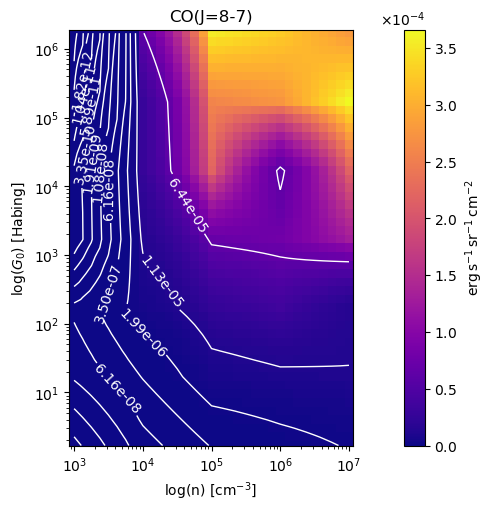 CO(J=8-7)
×10⁻⁴
10⁶
10⁵
10⁴
10³
10²
10¹
log(G₀) [Habing]
10³
10⁴
10⁵
10⁶
10⁷
log(n) [cm⁻³]
1.91e-09
1.08e-08
6.16e-08
3.50e-07
6.44e-05
1.13e-05
1.99e-06
6.16e-08
3.5
3.0
2.5
2.0
1.5
1.0
0.5
0.0
erg s⁻¹ sr⁻¹ cm⁻²